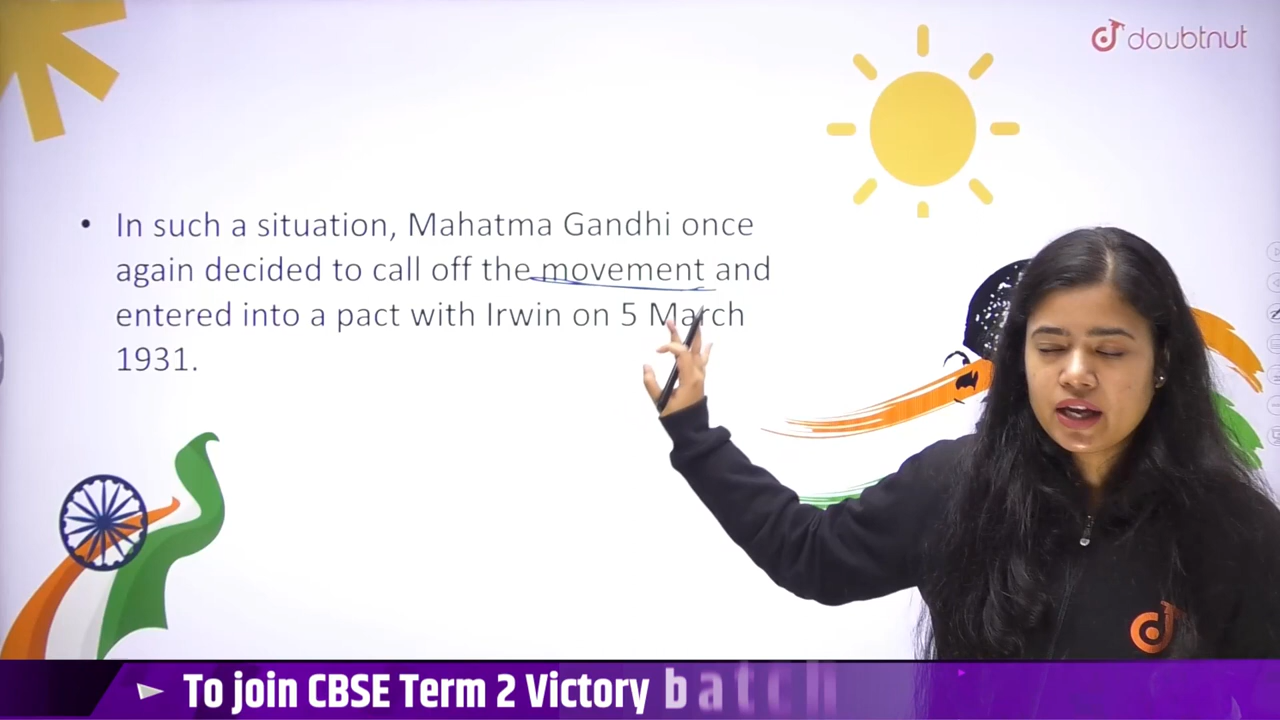 doubtnut
• In such a situation, Mahatma Gandhi once
again decided to call off the movement and
entered into a pact with Irwin on 5 March
1931.
To join CBSE Term 2 Victory batch